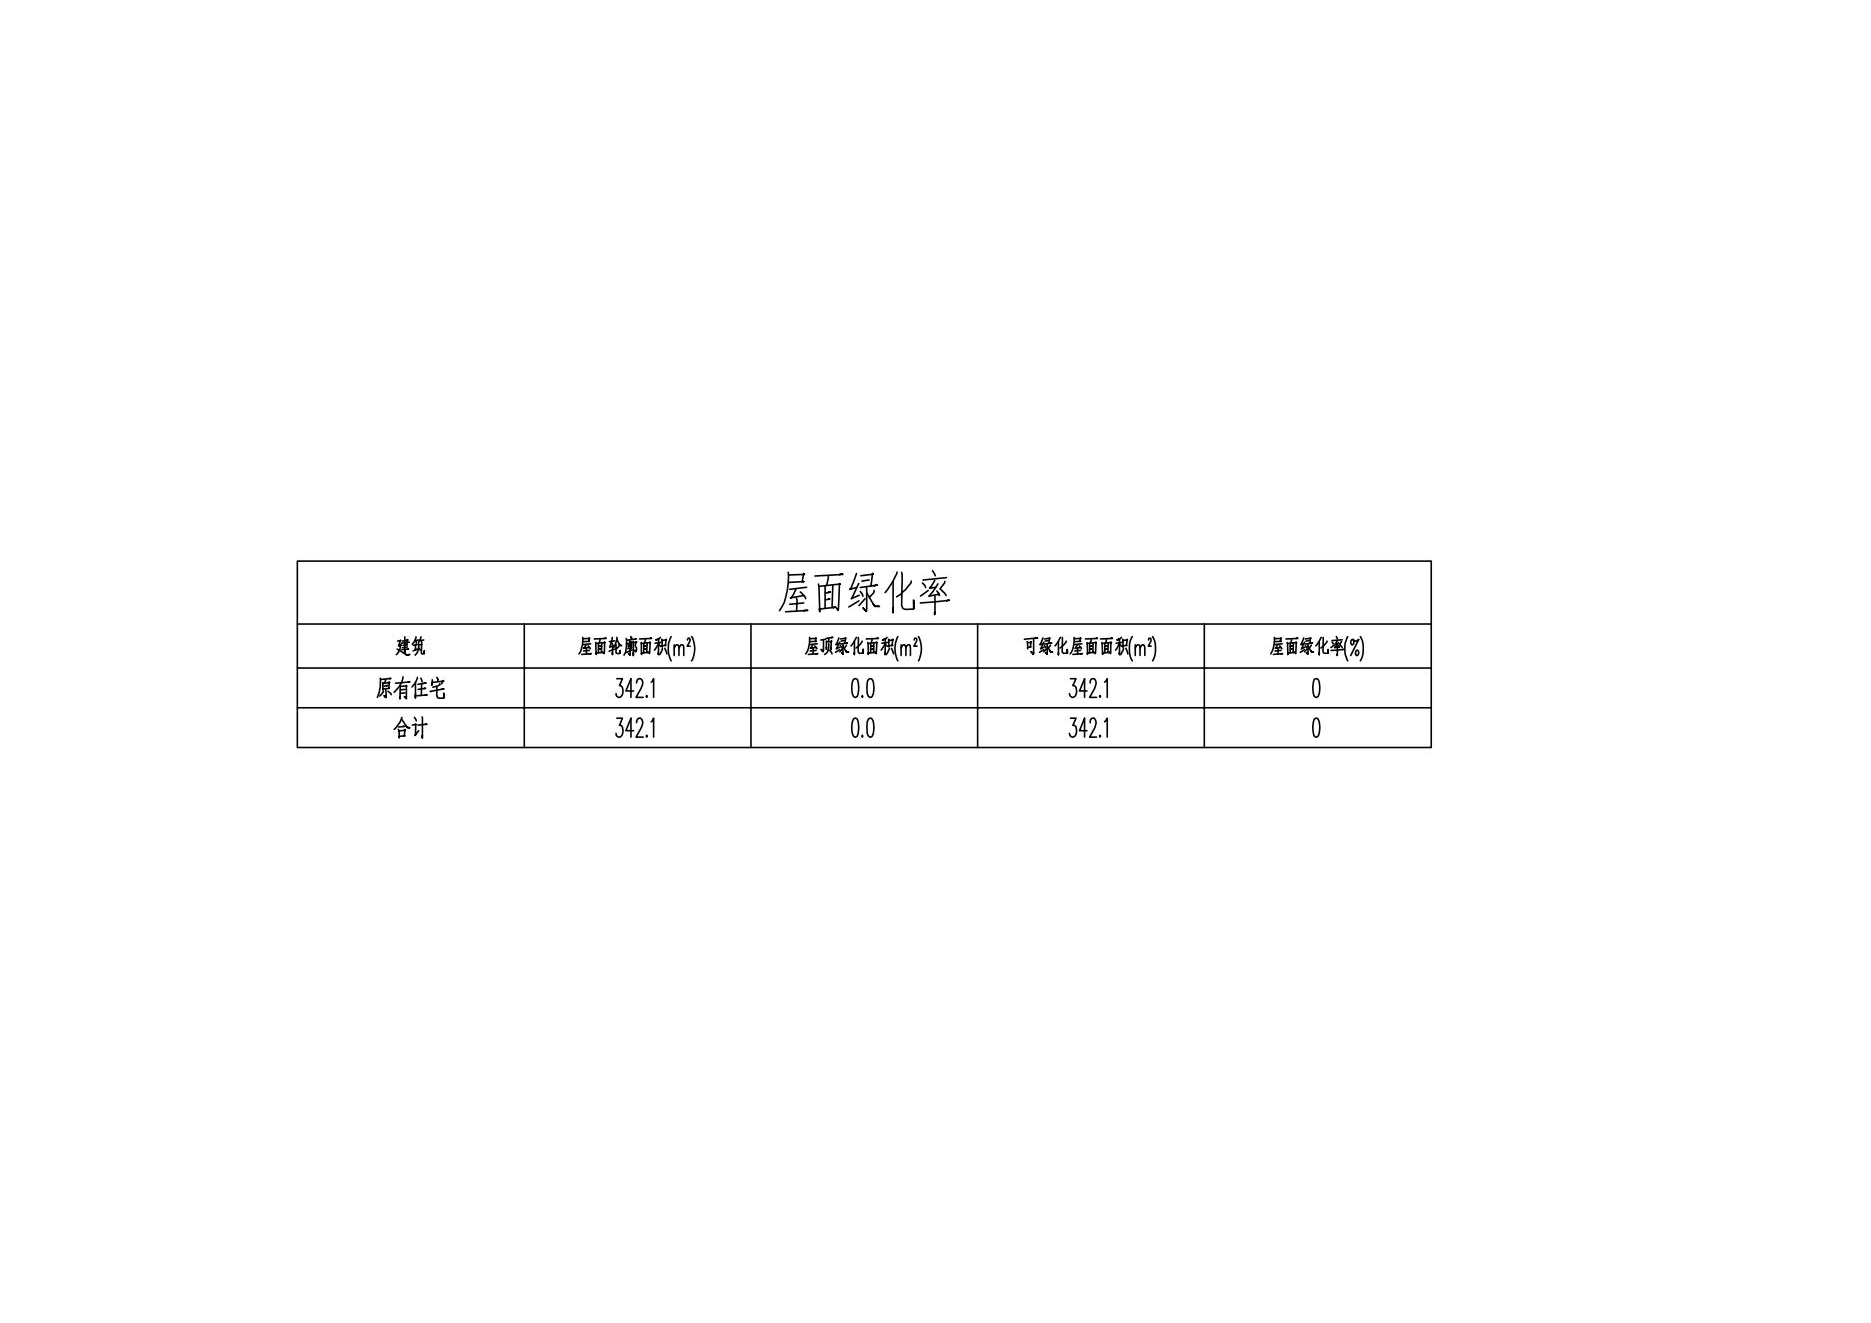 屋面绿化率
建筑 屋面轮廓面积(m²) 屋顶绿化面积(m²) 可绿化屋面面积(m²) 屋面绿化率(%)
原有住宅 342.1 0.0 342.1 0
合计 342.1 0.0 342.1 0